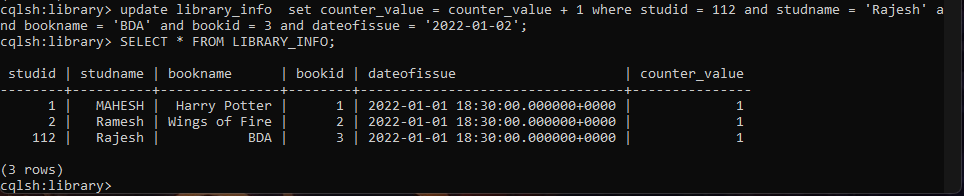 cqlsh:library> update library_info  set counter_value = counter_value + 1 where studid = 112 and studname = 'Rajesh' a
nd bookname = 'BDA' and bookid = 3 and dateofissue = '2022-01-02';
cqlsh:library> SELECT * FROM LIBRARY_INFO;
 studid | studname | bookname      | bookid | dateofissue                     | counter_value
--------+----------+---------------+--------+---------------------------------+---------------
      1 |   MAHESH |  Harry Potter |      1 | 2022-01-01 18:30:00.000000+0000 |             1
      2 |   Ramesh | Wings of Fire |      2 | 2022-01-01 18:30:00.000000+0000 |             1
    112 |   Rajesh |           BDA |      3 | 2022-01-01 18:30:00.000000+0000 |             1
(3 rows)
cqlsh:library>